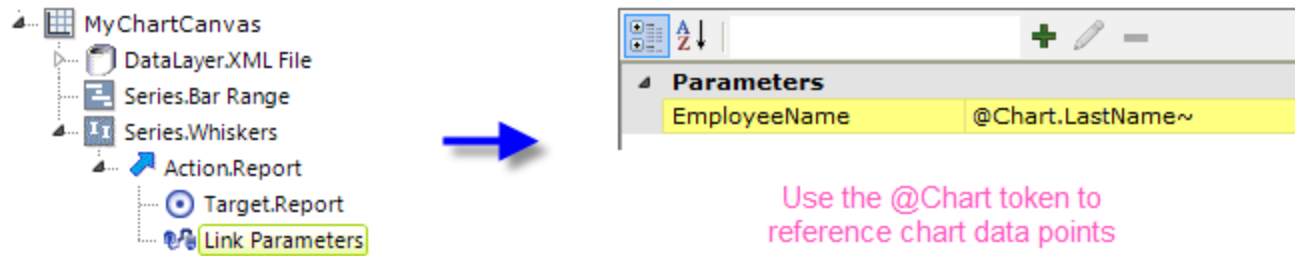 MyChartCanvas
DataLayer.XML File
Series.Bar Range
Series.Whiskers
Action.Report
Target.Report
Link Parameters
A
Z
Parameters
EmployeeName @Chart.LastName~
Use the @Chart token to
reference chart data points